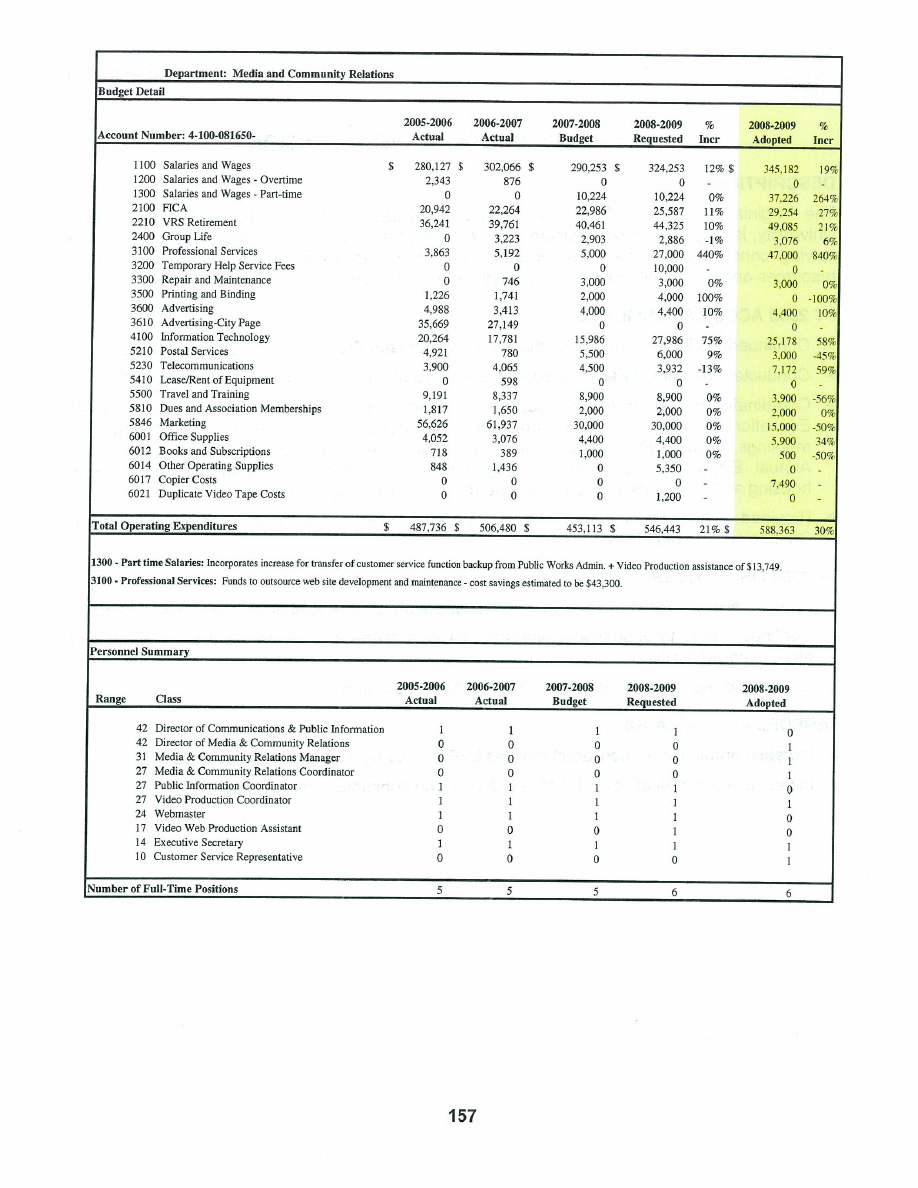 Department: Media and Community Relations
Budget Detail
2005-2006 2006-2007 2007-2008 2008-2009 % 2008-2009 %
Account Number: 4-100-081650- Actual Actual Budget Requested Incr Adopted Incr
1100 Salaries and Wages $ 280,127 $ 302,066 $ 290,253 $ 324,253 12% $ 345,182 19%
1200 Salaries and Wages - Overtime 2,343 876 0 0 - 0 -
1300 Salaries and Wages - Part-time 0 0 10,224 10,224 0% 37,226 264%
2100 FICA 20,942 22,264 22,986 25,587 11% 29,254 27%
2210 VRS Retirement 36,241 39,761 40,461 44,325 10% 49,085 21%
2400 Group Life 0 3,223 2,903 2,886 -1% 3,076 6%
3100 Professional Services 3,863 5,192 5,000 27,000 440% 47,000 840%
3200 Temporary Help Service Fees 0 0 0 10,000 - 0 -
3300 Repair and Maintenance 0 746 3,000 3,000 0% 3,000 0%
3500 Printing and Binding 1,226 1,741 2,000 4,000 100% 0 -100%
3600 Advertising 4,988 3,413 4,000 4,400 10% 4,400 10%
3610 Advertising-City Page 35,669 27,149 0 0 - 0 -
4100 Information Technology 20,264 17,781 15,986 27,986 75% 25,178 58%
5210 Postal Services 4,921 780 5,500 6,000 9% 3,000 -45%
5230 Telecommunications 3,900 4,065 4,500 3,932 -13% 7,172 59%
5410 Lease/Rent of Equipment 0 598 0 0 - 0 -
5500 Travel and Training 9,191 8,337 8,900 8,900 0% 3,900 -56%
5810 Dues and Association Memberships 1,817 1,650 2,000 2,000 0% 2,000 0%
5846 Marketing 56,626 61,937 30,000 30,000 0% 15,000 -50%
6001 Office Supplies 4,052 3,076 4,400 4,400 0% 5,900 34%
6012 Books and Subscriptions 718 389 1,000 1,000 0% 500 -50%
6014 Other Operating Supplies 848 1,436 0 5,350 - 0 -
6017 Copier Costs 0 0 0 0 - 7,490 -
6021 Duplicate Video Tape Costs 0 0 0 1,200 - 0 -
Total Operating Expenditures $ 487,736 $ 506,480 $ 453,113 $ 546,443 21% $ 588,363 30%
1300 - Part time Salaries: Incorporates increase for transfer of customer service function backup from Public Works Admin. + Video Production assistance of $13,749.
3100 - Professional Services: Funds to outsource web site development and maintenance - cost savings estimated to be $43,300.
Personnel Summary
2005-2006 2006-2007 2007-2008 2008-2009 2008-2009
Range Class Actual Actual Budget Requested Adopted
42 Director of Communications & Public Information 1 1 1 1 0
42 Director of Media & Community Relations 0 0 0 0 1
31 Media & Community Relations Manager 0 0 0 0 1
27 Media & Community Relations Coordinator 0 0 0 0 1
27 Public Information Coordinator 1 1 1 1 0
27 Video Production Coordinator 1 1 1 1 1
24 Webmaster 1 1 1 1 0
17 Video Web Production Assistant 0 0 0 1 0
14 Executive Secretary 1 1 1 1 1
10 Customer Service Representative 0 0 0 0 1
Number of Full-Time Positions 5 5 5 6 6
157